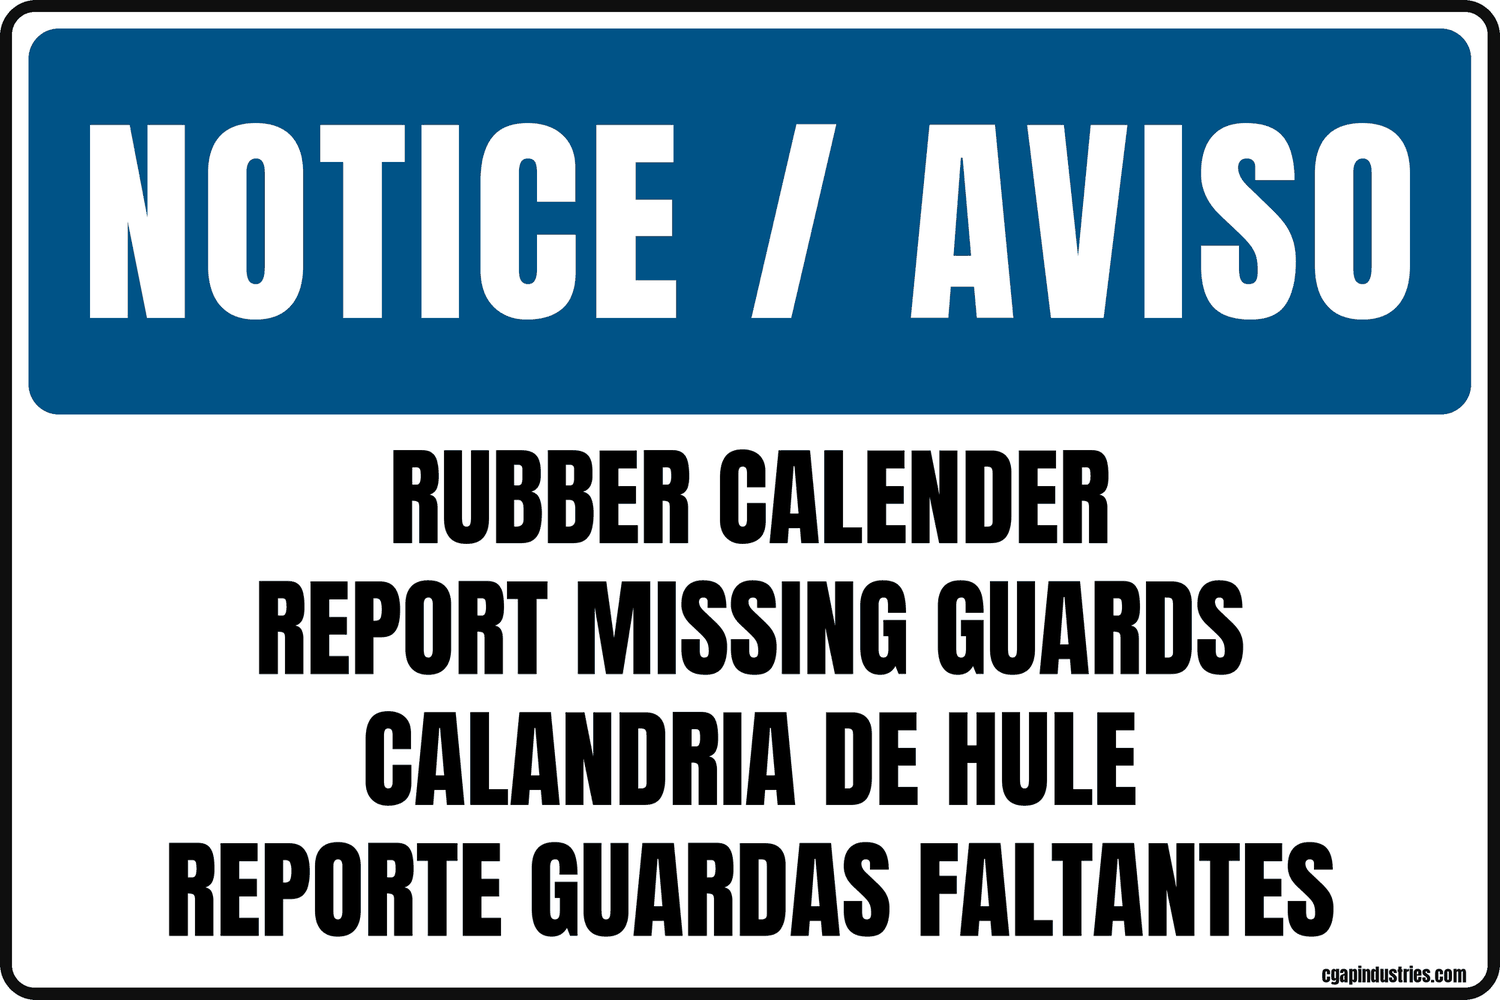 NOTICE / AVISO
RUBBER CALENDER
REPORT MISSING GUARDS
CALANDRIA DE HULE
REPORTE GUARDAS FALTANTES
cgapindustries.com